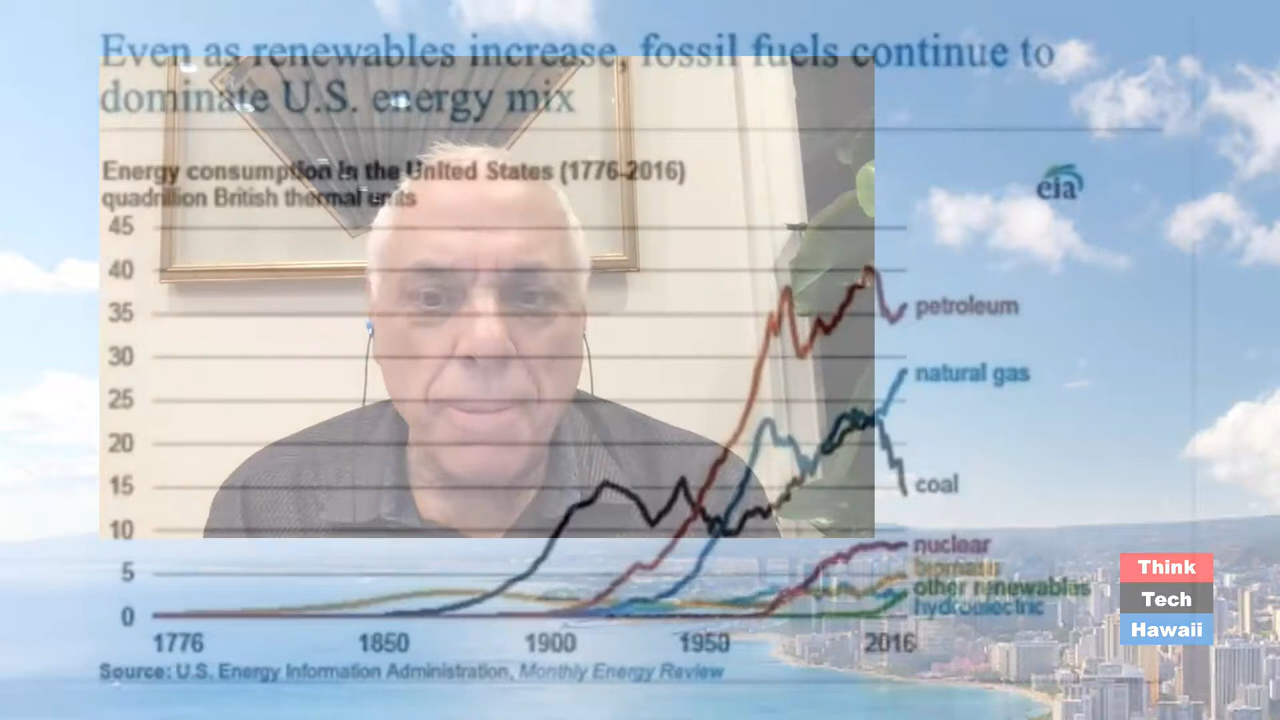 Even as renewables increase, fossil fuels continue to
dominate U.S. energy mix
Energy consumption in the United States (1776-2016)
quadrillion British thermal units
eia
45
40
35
30
25
20
15
10
5
0
petroleum
natural gas
coal
nuclear
biomass
other renewables
hydroelectric
1776 1850 1900 1950 2016
Source: U.S. Energy Information Administration, Monthly Energy Review
Think
Tech
Hawaii